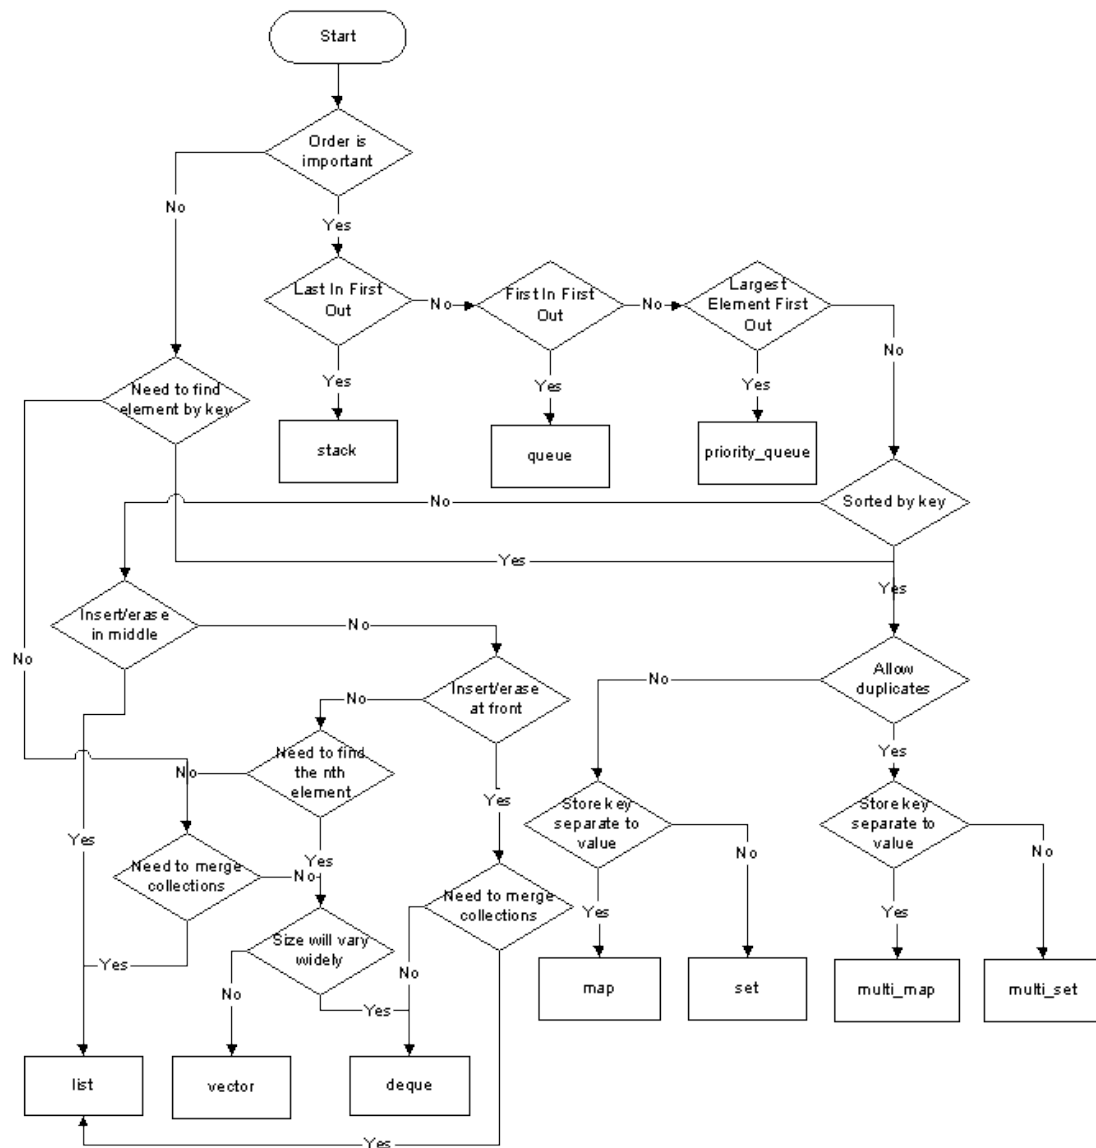 Start
Order is
important
No
Yes
Last In First
Out
No
First In First
Out
No
Largest
Element First
Out
No
Yes
Yes
Yes
Need to find
element by key
stack
queue
priority_queue
No
Sorted by key
Yes
Yes
Insert/erase
in middle
No
No
No
Allow
duplicates
No
Insert/erase
at front
Need to find
the nth
element
No
Yes
Yes
Store key
separate to
value
Store key
separate to
value
Yes
Yes
No
No
Need to merge
collections
No
Need to merge
collections
Yes
Yes
Size will vary
widely
Yes
No
No
Yes
map
set
multi_map
multi_set
list
vector
deque
Yes